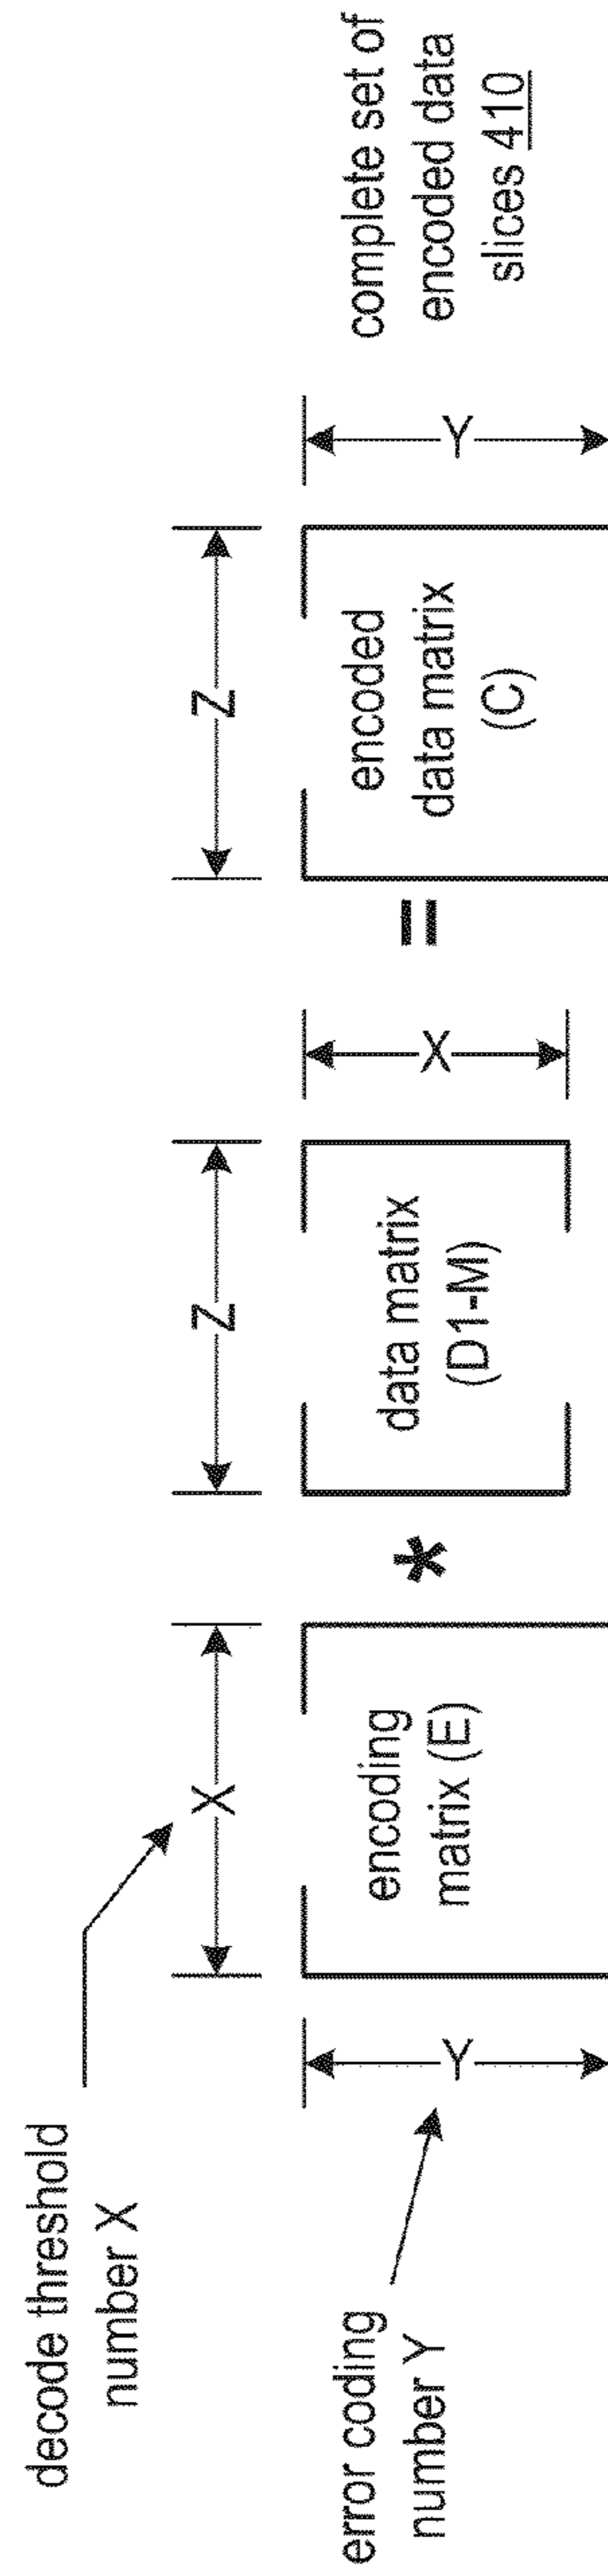 decode threshold
number X
error coding
number Y
Y
X
encoding
matrix (E)
*
Z
data matrix
(D1-M)
X
=
Z
encoded
data matrix
(C)
Y
complete set of
encoded data
slices 410